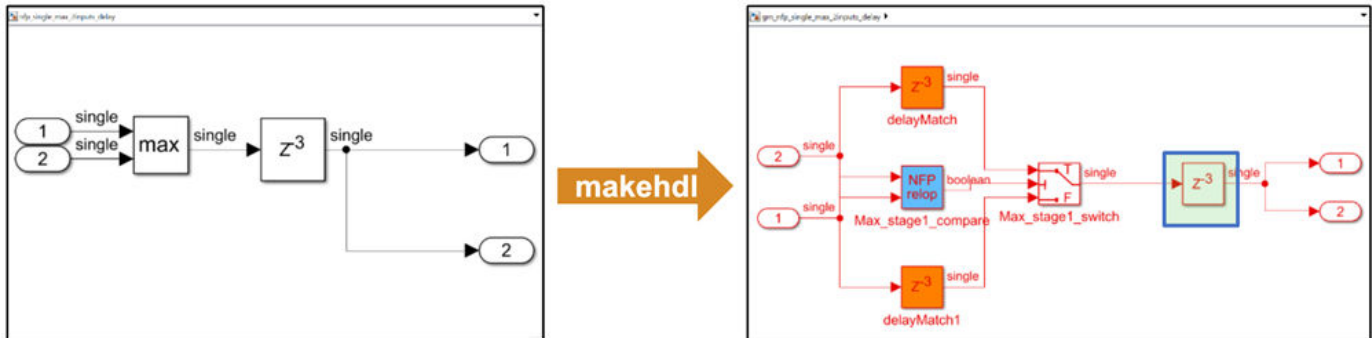 nfp_single_max_2inputs_delay
single
1
single
2
max
single
Z-3
single
1
2
makehdl
gm_nfp_single_max_2inputs_delay
Z-3
single
delayMatch
2
single
NFP
relop
boolean
Max_stage1_compare
T
F
single
Max_stage1_switch
Z-3
single
1
2
1
single
Z-3
single
delayMatch1